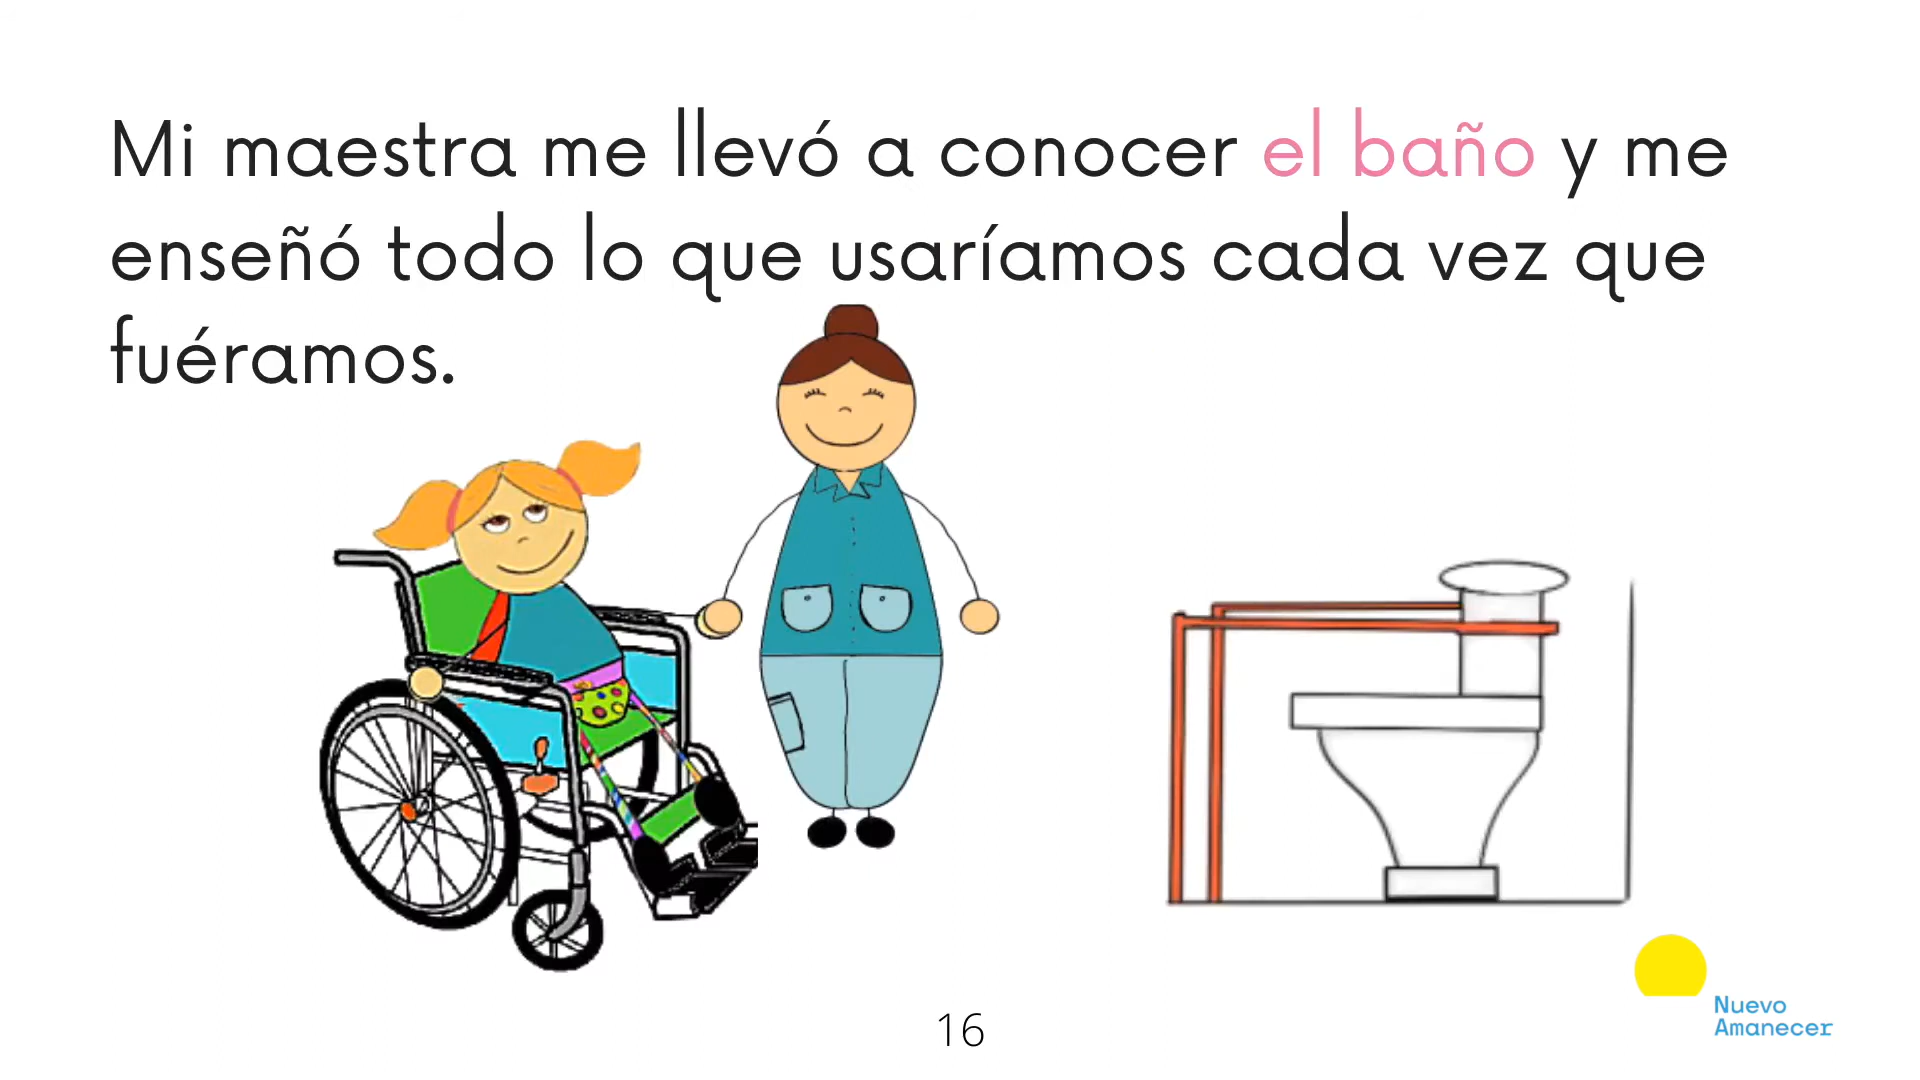 Mi maestra me llevó a conocer el baño y me
enseñó todo lo que usaríamos cada vez que
fuéramos.
16
Nuevo
Amanecer